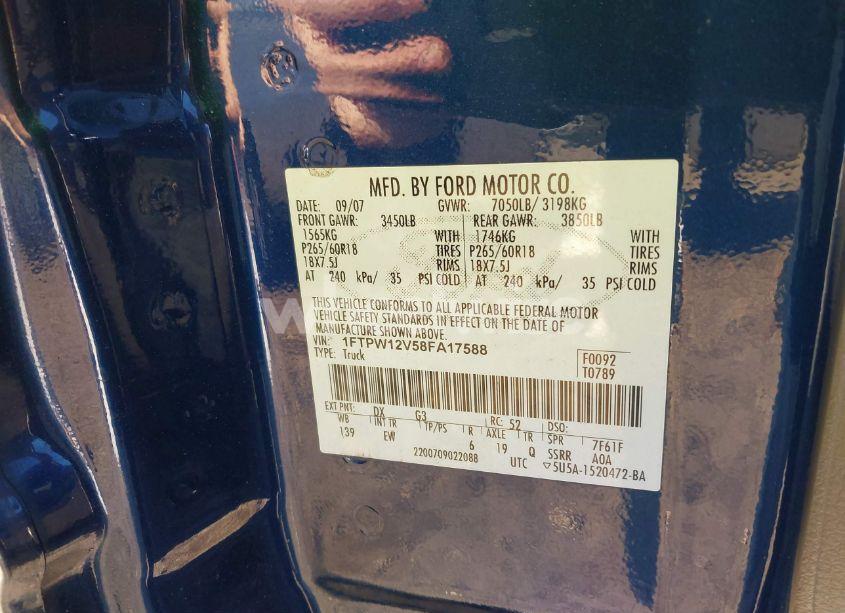 MFD. BY FORD MOTOR CO.
DATE: 09/07 GVWR: 7050LB/ 3198KG
FRONT GAWR: 3450LB REAR GAWR: 3850LB
1565KG WITH 1746KG WITH
P265/60R18 TIRES P265/60R18 TIRES
18X7.5J RIMS 18X7.5J RIMS
AT 240 kPa/ 35 PSI COLD AT 240 kPa/ 35 PSI COLD
THIS VEHICLE CONFORMS TO ALL APPLICABLE FEDERAL MOTOR
VEHICLE SAFETY STANDARDS IN EFFECT ON THE DATE OF
MANUFACTURE SHOWN ABOVE.
VIN: 1FTPW12V58FA17588
TYPE: Truck
F0092
T0789
EXT PNT: DX G3 RC: 52 DSO:
WB INT TR TP/PS R AXLE TR SPR 7F61F
139 EW 6 19 Q SSRR A0A
2200709022088 UTC ▽5U5A-1520472-BA